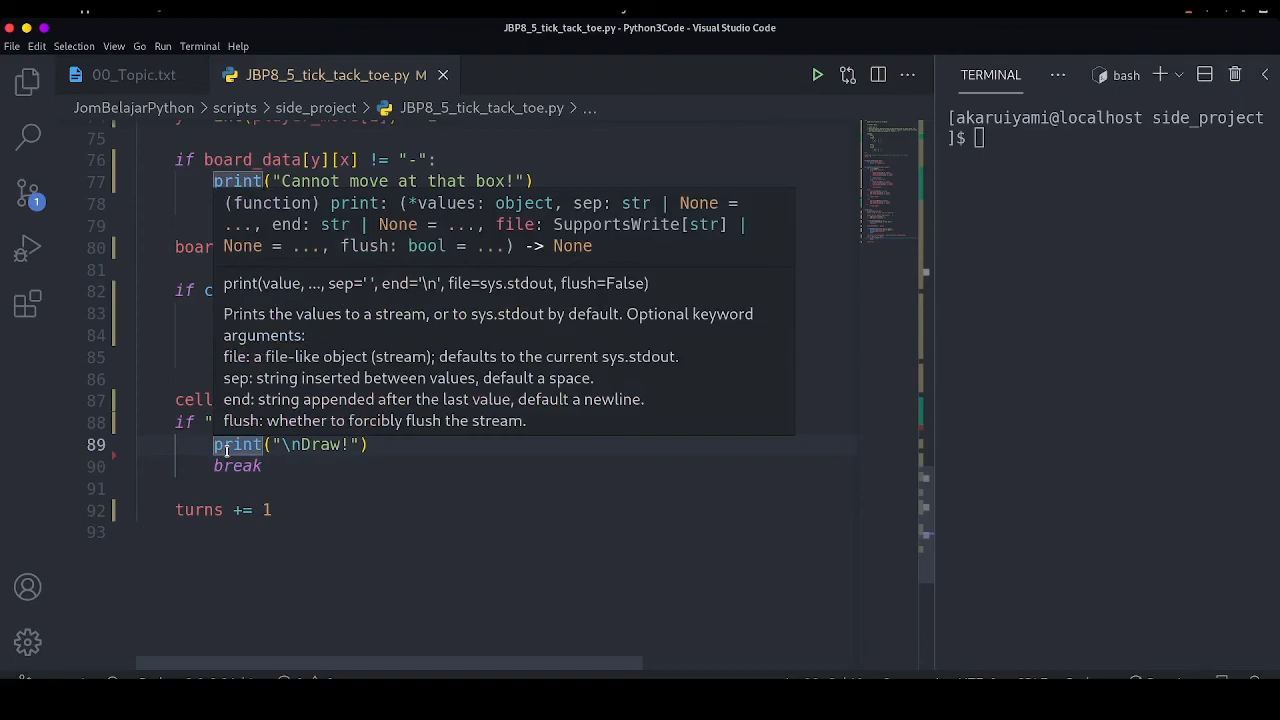 JBP8_5_tick_tack_toe.py - Python3Code - Visual Studio Code
File Edit Selection View Go Run Terminal Help
00_Topic.txt JBP8_5_tick_tack_toe.py M
JomBelajarPython > scripts > side_project > JBP8_5_tick_tack_toe.py > ...
75
76 if board_data[y][x] != "-":
77 print("Cannot move at that box!")
78
(function) print: (*values: object, sep: str | None =
79
..., end: str | None = ..., file: SupportsWrite[str] |
80 boar
None = ..., flush: bool = ...) -> None
81
print(value, ..., sep=' ', end='\n', file=sys.stdout, flush=False)
82 if c
83
Prints the values to a stream, or to sys.stdout by default. Optional keyword
84
arguments:
85
file: a file-like object (stream); defaults to the current sys.stdout.
86
sep: string inserted between values, default a space.
87 cell
end: string appended after the last value, default a newline.
88 if "
flush: whether to forcibly flush the stream.
89 print("\nDraw!")
90 break
91
92 turns += 1
93
1
TERMINAL ... bash
[akaruiyami@localhost side_project
]$